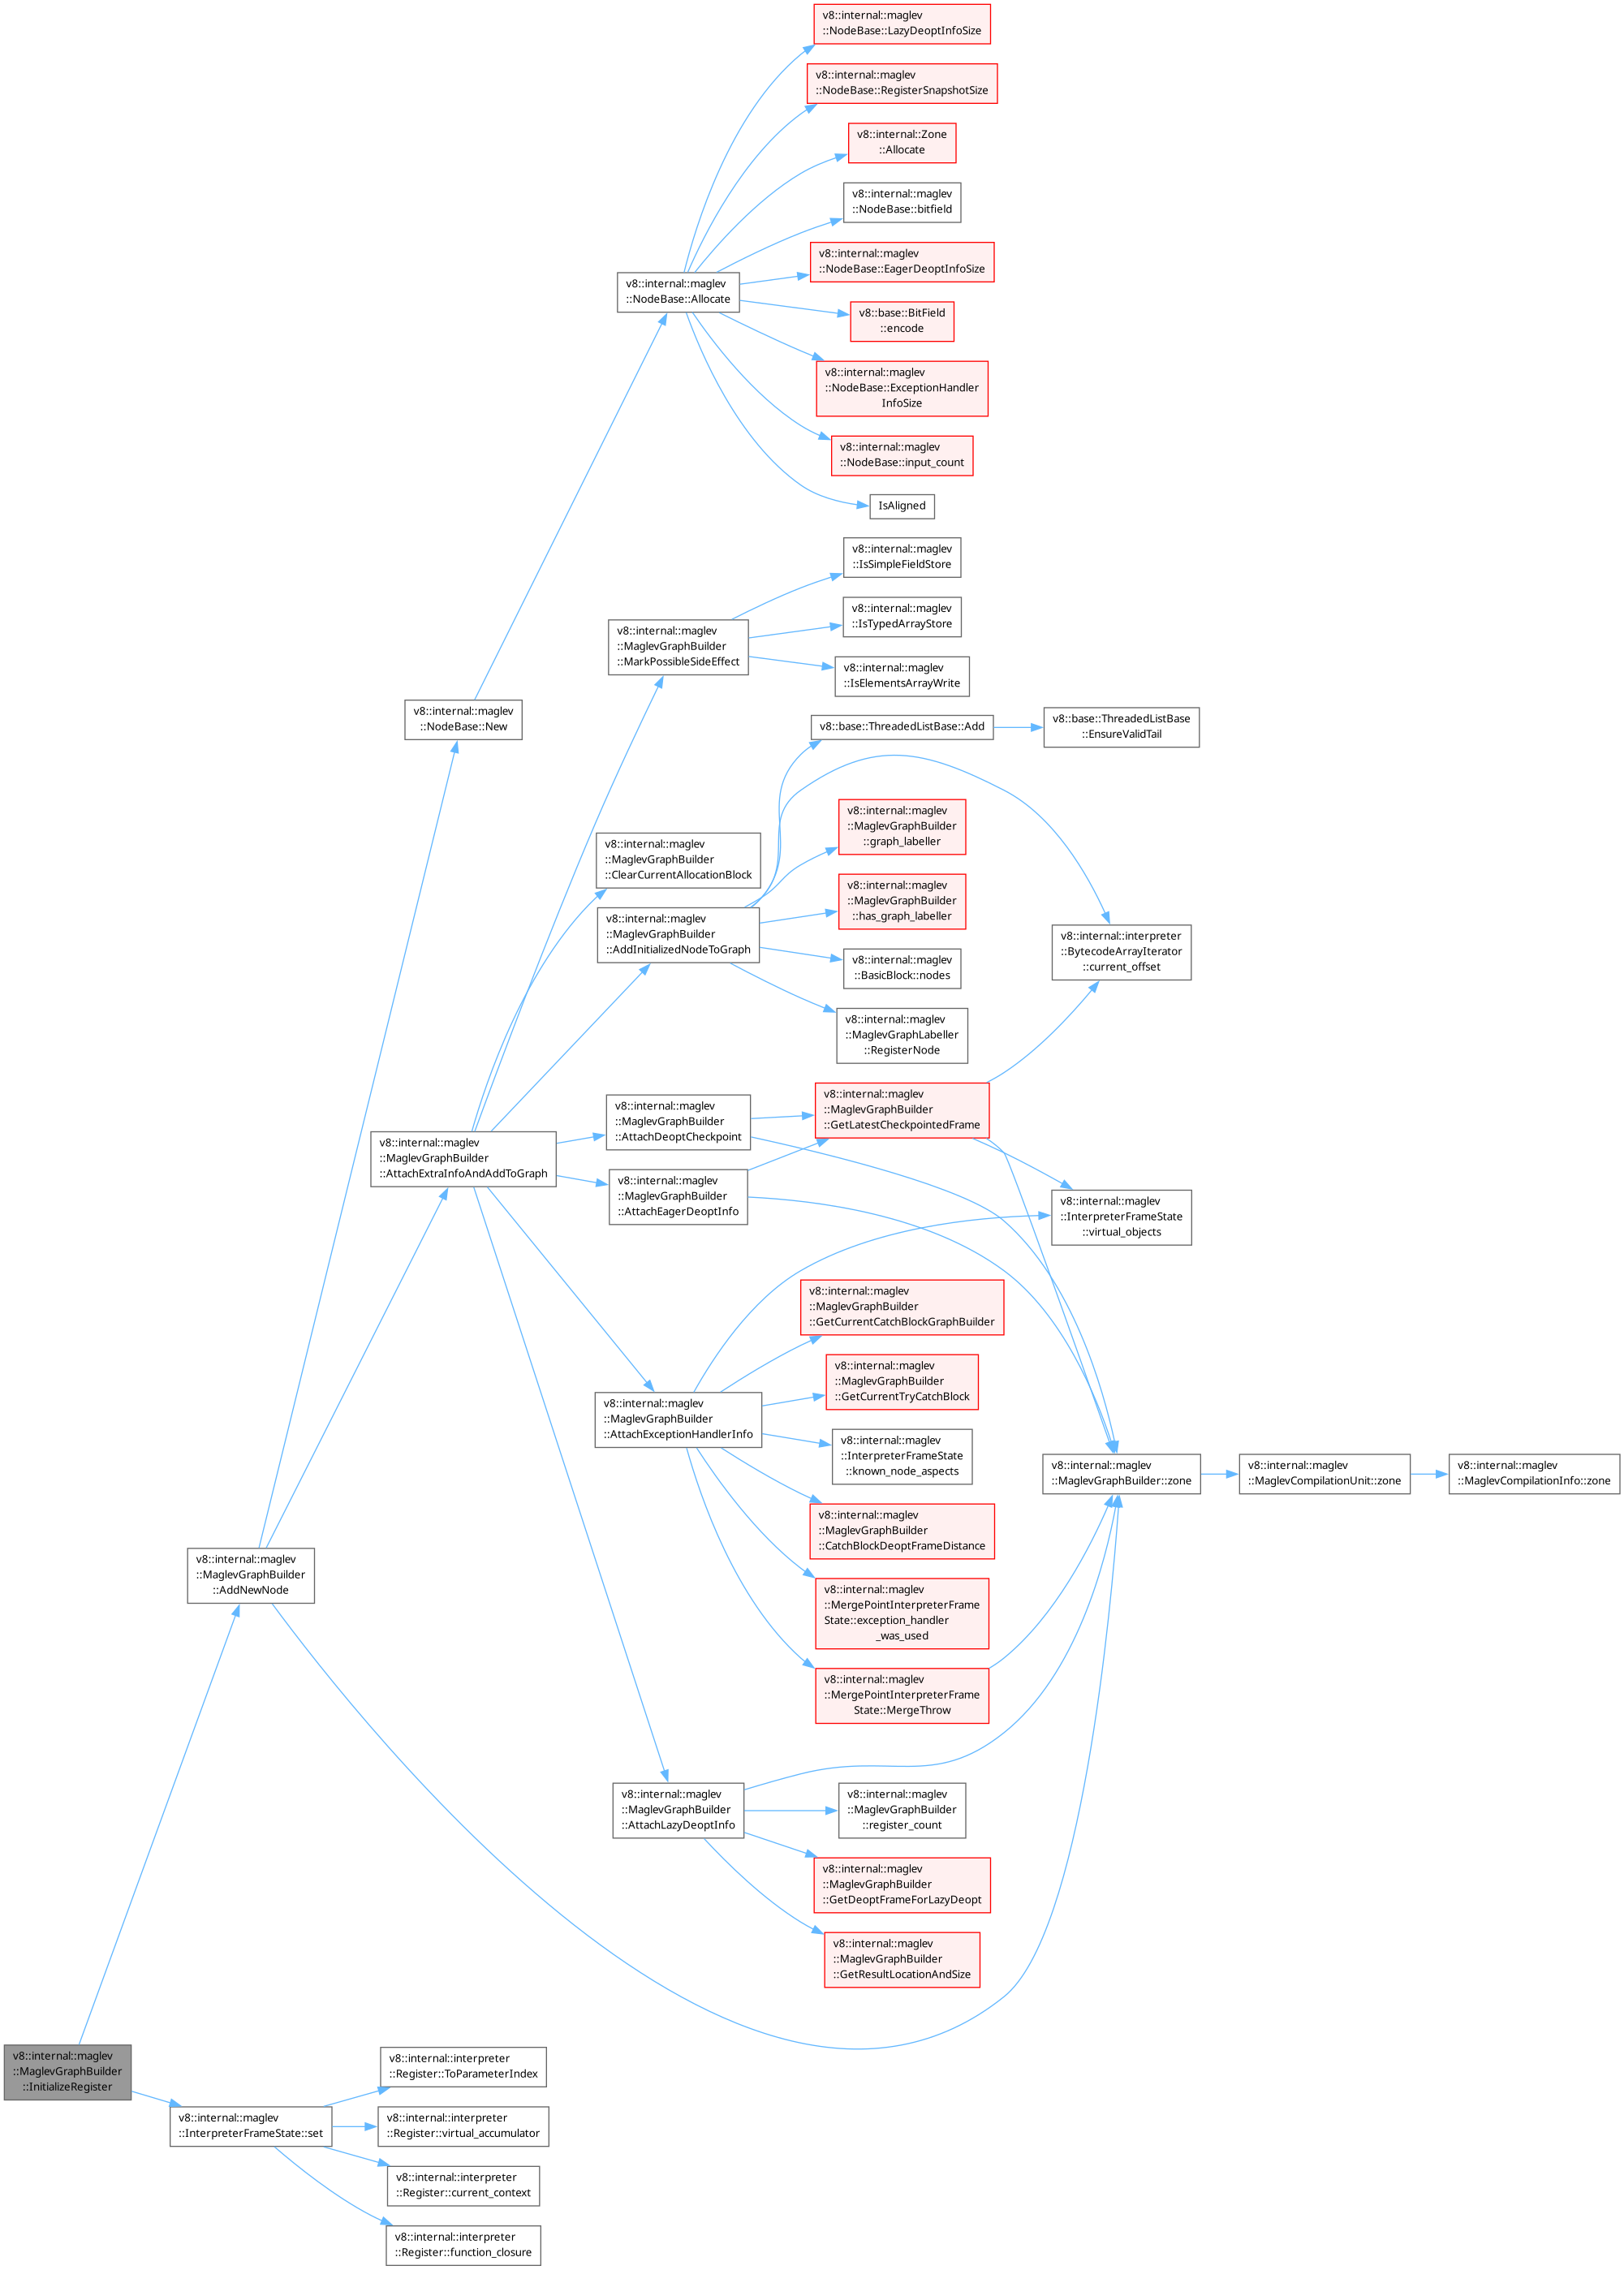 v8::internal::maglev
::NodeBase::LazyDeoptInfoSize
v8::internal::maglev
::NodeBase::RegisterSnapshotSize
v8::internal::Zone
::Allocate
v8::internal::maglev
::NodeBase::bitfield
v8::internal::maglev
::NodeBase::EagerDeoptInfoSize
v8::internal::maglev
::NodeBase::Allocate
v8::base::BitField
::encode
v8::internal::maglev
::NodeBase::ExceptionHandler
InfoSize
v8::internal::maglev
::NodeBase::input_count
IsAligned
v8::internal::maglev
::IsSimpleFieldStore
v8::internal::maglev
::IsTypedArrayStore
v8::internal::maglev
::MaglevGraphBuilder
::MarkPossibleSideEffect
v8::internal::maglev
::IsElementsArrayWrite
v8::internal::maglev
::NodeBase::New
v8::base::ThreadedListBase::Add
v8::base::ThreadedListBase
::EnsureValidTail
v8::internal::maglev
::MaglevGraphBuilder
::graph_labeller
v8::internal::maglev
::MaglevGraphBuilder
::ClearCurrentAllocationBlock
v8::internal::maglev
::MaglevGraphBuilder
::has_graph_labeller
v8::internal::maglev
::MaglevGraphBuilder
::AddInitializedNodeToGraph
v8::internal::interpreter
::BytecodeArrayIterator
::current_offset
v8::internal::maglev
::BasicBlock::nodes
v8::internal::maglev
::MaglevGraphLabeller
::RegisterNode
v8::internal::maglev
::MaglevGraphBuilder
::GetLatestCheckpointedFrame
v8::internal::maglev
::MaglevGraphBuilder
::AttachDeoptCheckpoint
v8::internal::maglev
::MaglevGraphBuilder
::AttachExtraInfoAndAddToGraph
v8::internal::maglev
::MaglevGraphBuilder
::AttachEagerDeoptInfo
v8::internal::maglev
::InterpreterFrameState
::virtual_objects
v8::internal::maglev
::MaglevGraphBuilder
::GetCurrentCatchBlockGraphBuilder
v8::internal::maglev
::MaglevGraphBuilder
::GetCurrentTryCatchBlock
v8::internal::maglev
::MaglevGraphBuilder
::AttachExceptionHandlerInfo
v8::internal::maglev
::InterpreterFrameState
::known_node_aspects
v8::internal::maglev
::MaglevGraphBuilder::zone
v8::internal::maglev
::MaglevCompilationUnit::zone
v8::internal::maglev
::MaglevCompilationInfo::zone
v8::internal::maglev
::MaglevGraphBuilder
::CatchBlockDeoptFrameDistance
v8::internal::maglev
::MaglevGraphBuilder
::AddNewNode
v8::internal::maglev
::MergePointInterpreterFrame
State::exception_handler
_was_used
v8::internal::maglev
::MergePointInterpreterFrame
State::MergeThrow
v8::internal::maglev
::MaglevGraphBuilder
::AttachLazyDeoptInfo
v8::internal::maglev
::MaglevGraphBuilder
::register_count
v8::internal::maglev
::MaglevGraphBuilder
::GetDeoptFrameForLazyDeopt
v8::internal::maglev
::MaglevGraphBuilder
::GetResultLocationAndSize
v8::internal::maglev
::MaglevGraphBuilder
::InitializeRegister
v8::internal::interpreter
::Register::ToParameterIndex
v8::internal::maglev
::InterpreterFrameState::set
v8::internal::interpreter
::Register::virtual_accumulator
v8::internal::interpreter
::Register::current_context
v8::internal::interpreter
::Register::function_closure